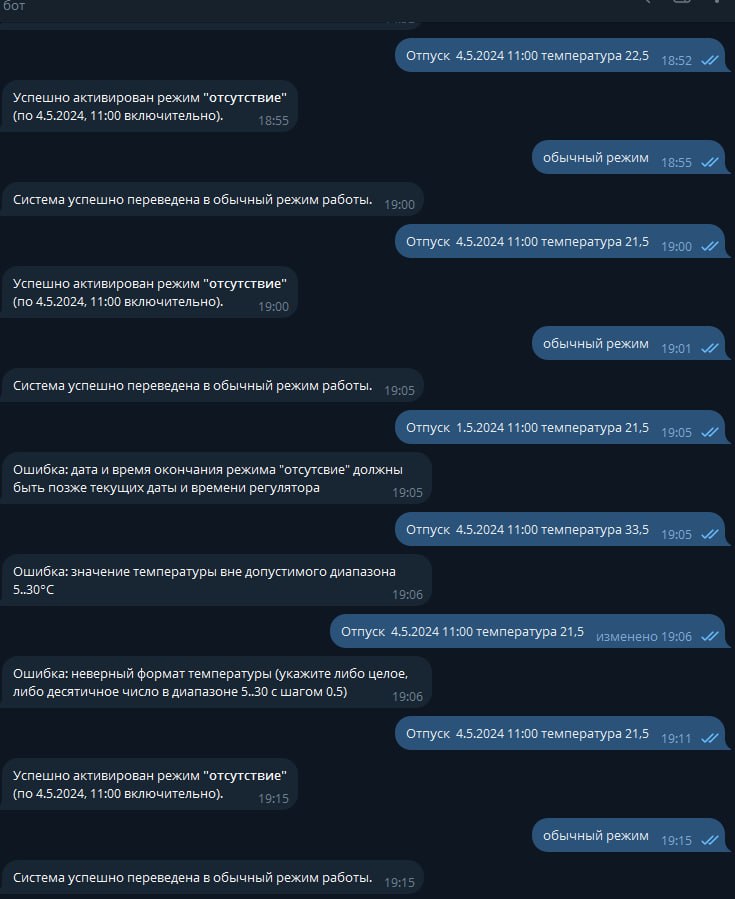 бот
Отпуск 4.5.2024 11:00 температура 22,5 18:52
Успешно активирован режим "отсутствие"
(по 4.5.2024, 11:00 включительно). 18:55
обычный режим 18:55
Система успешно переведена в обычный режим работы. 19:00
Отпуск 4.5.2024 11:00 температура 21,5 19:00
Успешно активирован режим "отсутствие"
(по 4.5.2024, 11:00 включительно). 19:00
обычный режим 19:01
Система успешно переведена в обычный режим работы. 19:05
Отпуск 1.5.2024 11:00 температура 21,5 19:05
Ошибка: дата и время окончания режима "отсутсвие" должны
быть позже текущих даты и времени регулятора 19:05
Отпуск 4.5.2024 11:00 температура 33,5 19:05
Ошибка: значение температуры вне допустимого диапазона
5..30°C 19:06
Отпуск 4.5.2024 11:00 температура 21,5 изменено 19:06
Ошибка: неверный формат температуры (укажите либо целое,
либо десятичное число в диапазоне 5..30 с шагом 0.5) 19:06
Отпуск 4.5.2024 11:00 температура 21,5 19:11
Успешно активирован режим "отсутствие"
(по 4.5.2024, 11:00 включительно). 19:15
обычный режим 19:15
Система успешно переведена в обычный режим работы. 19:15